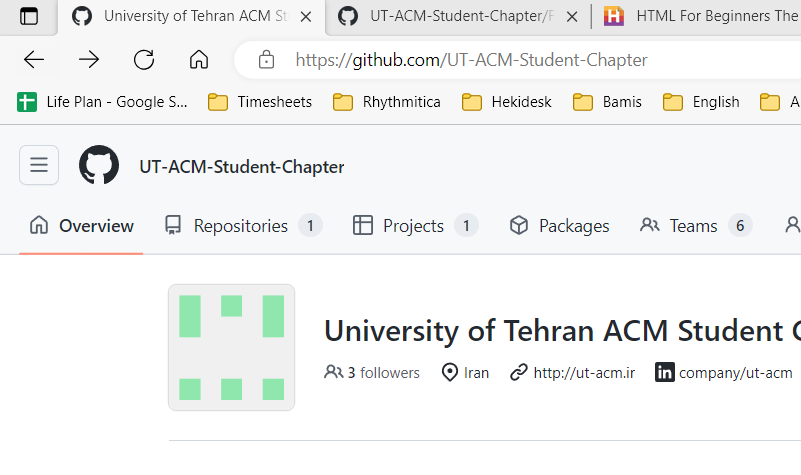 University of Tehran ACM St
UT-ACM-Student-Chapter/F
HTML For Beginners The
https://github.com/UT-ACM-Student-Chapter
Life Plan - Google S...
Timesheets
Rhythmitica
Hekidesk
Bamis
English
A
UT-ACM-Student-Chapter
Overview
Repositories 1
Projects 1
Packages
Teams 6
University of Tehran ACM Student C
3 followers
Iran
http://ut-acm.ir
company/ut-acm